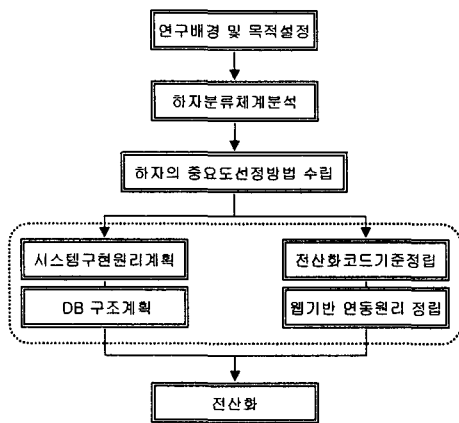 연구배경 및 목적설정
하자분류체계분석
하자의 중요도선정방법 수립
시스템구현원리계획
전산화코드기준정립
DB 구조계획
웹기반 연동원리 정립
전산화